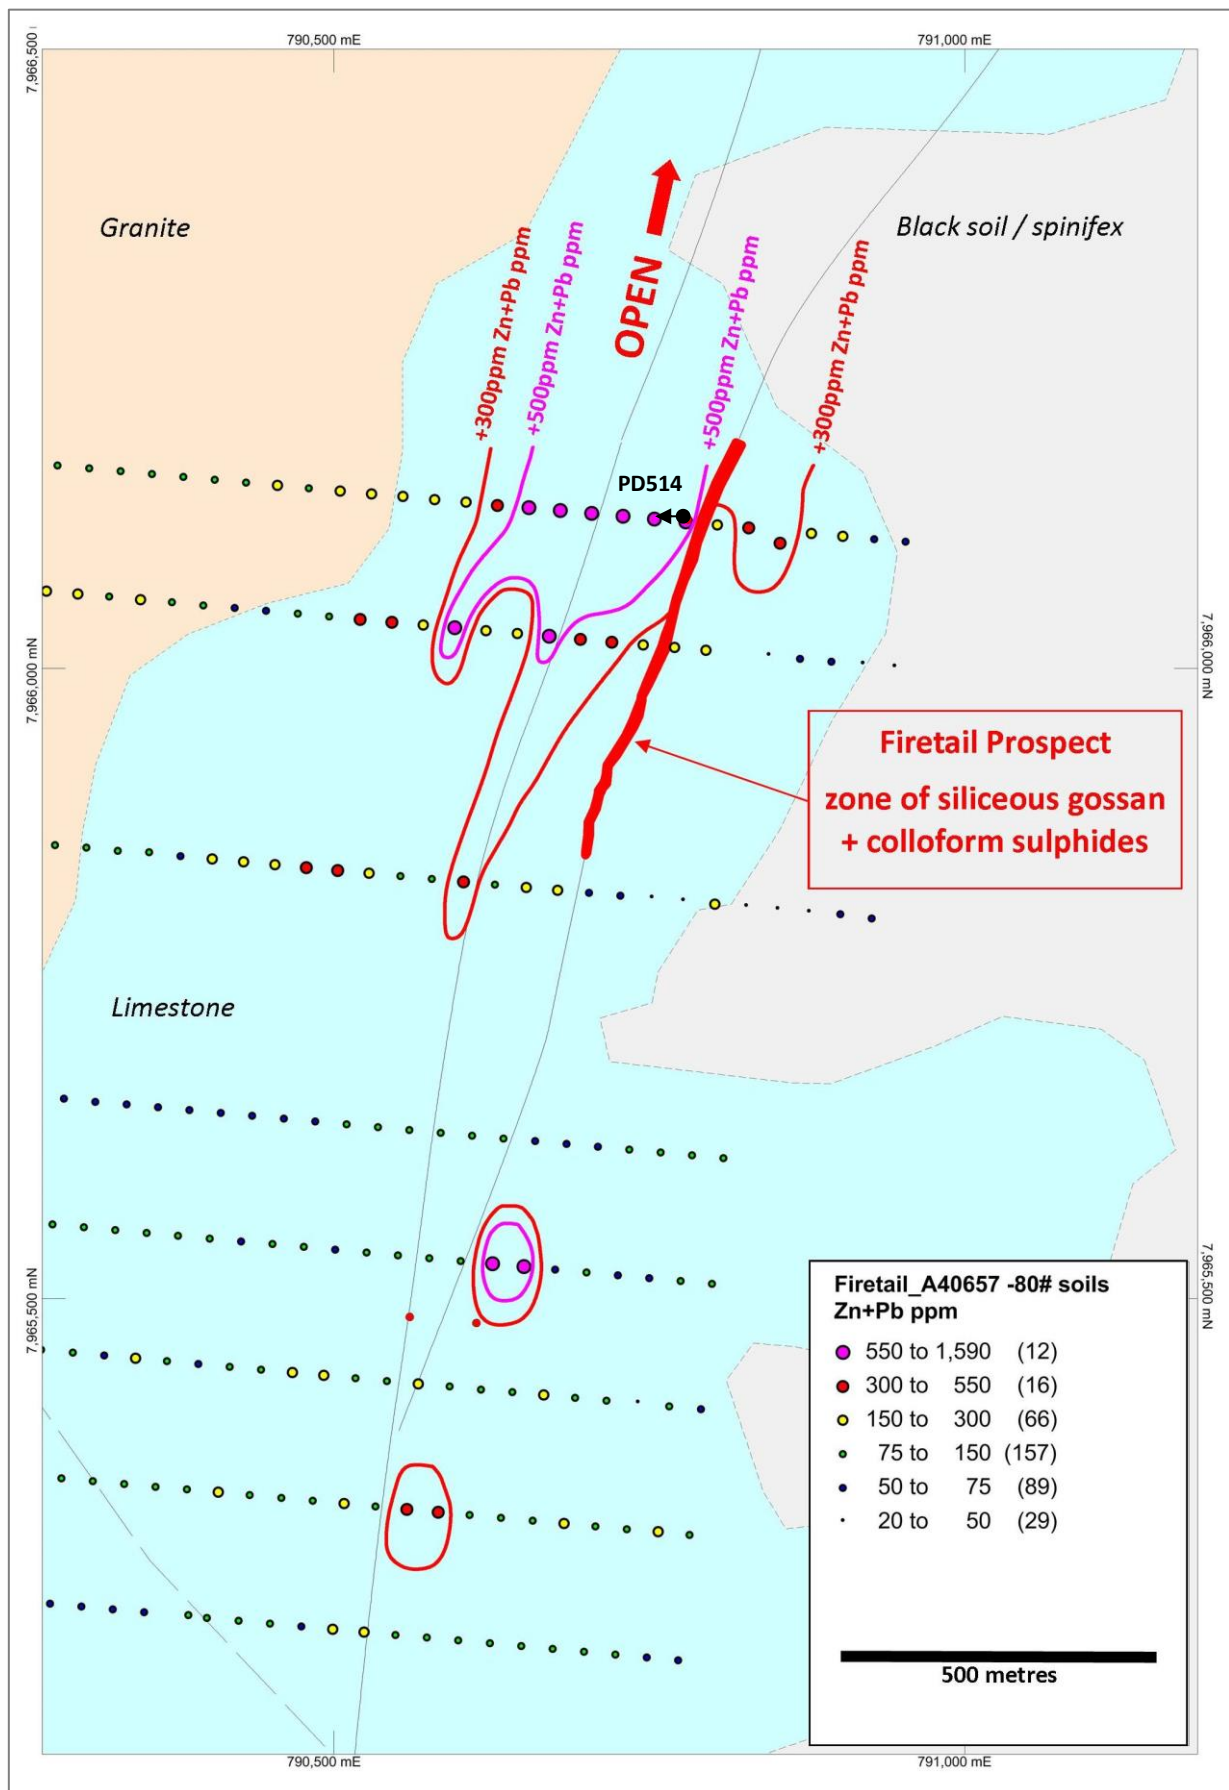 790,500 mE
791,000 mE
7,966,500
Granite
Black soil / spinifex
+300ppm Zn+Pb ppm
+500ppm Zn+Pb ppm
OPEN
+500ppm Zn+Pb ppm
+300ppm Zn+Pb ppm
PD514
7,966,000 mN
7,966,000 mN
Firetail Prospect
zone of siliceous gossan
+ colloform sulphides
Limestone
7,965,500 mN
7,965,500 mN
Firetail_A40657 -80# soils
Zn+Pb ppm
550 to 1,590 (12)
300 to 550 (16)
150 to 300 (66)
75 to 150 (157)
50 to 75 (89)
20 to 50 (29)
500 metres
790,500 mE
791,000 mE